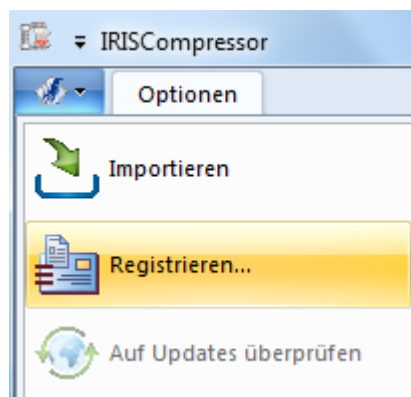 IRISCompressor
Optionen
Importieren
Registrieren...
Auf Updates überprüfen